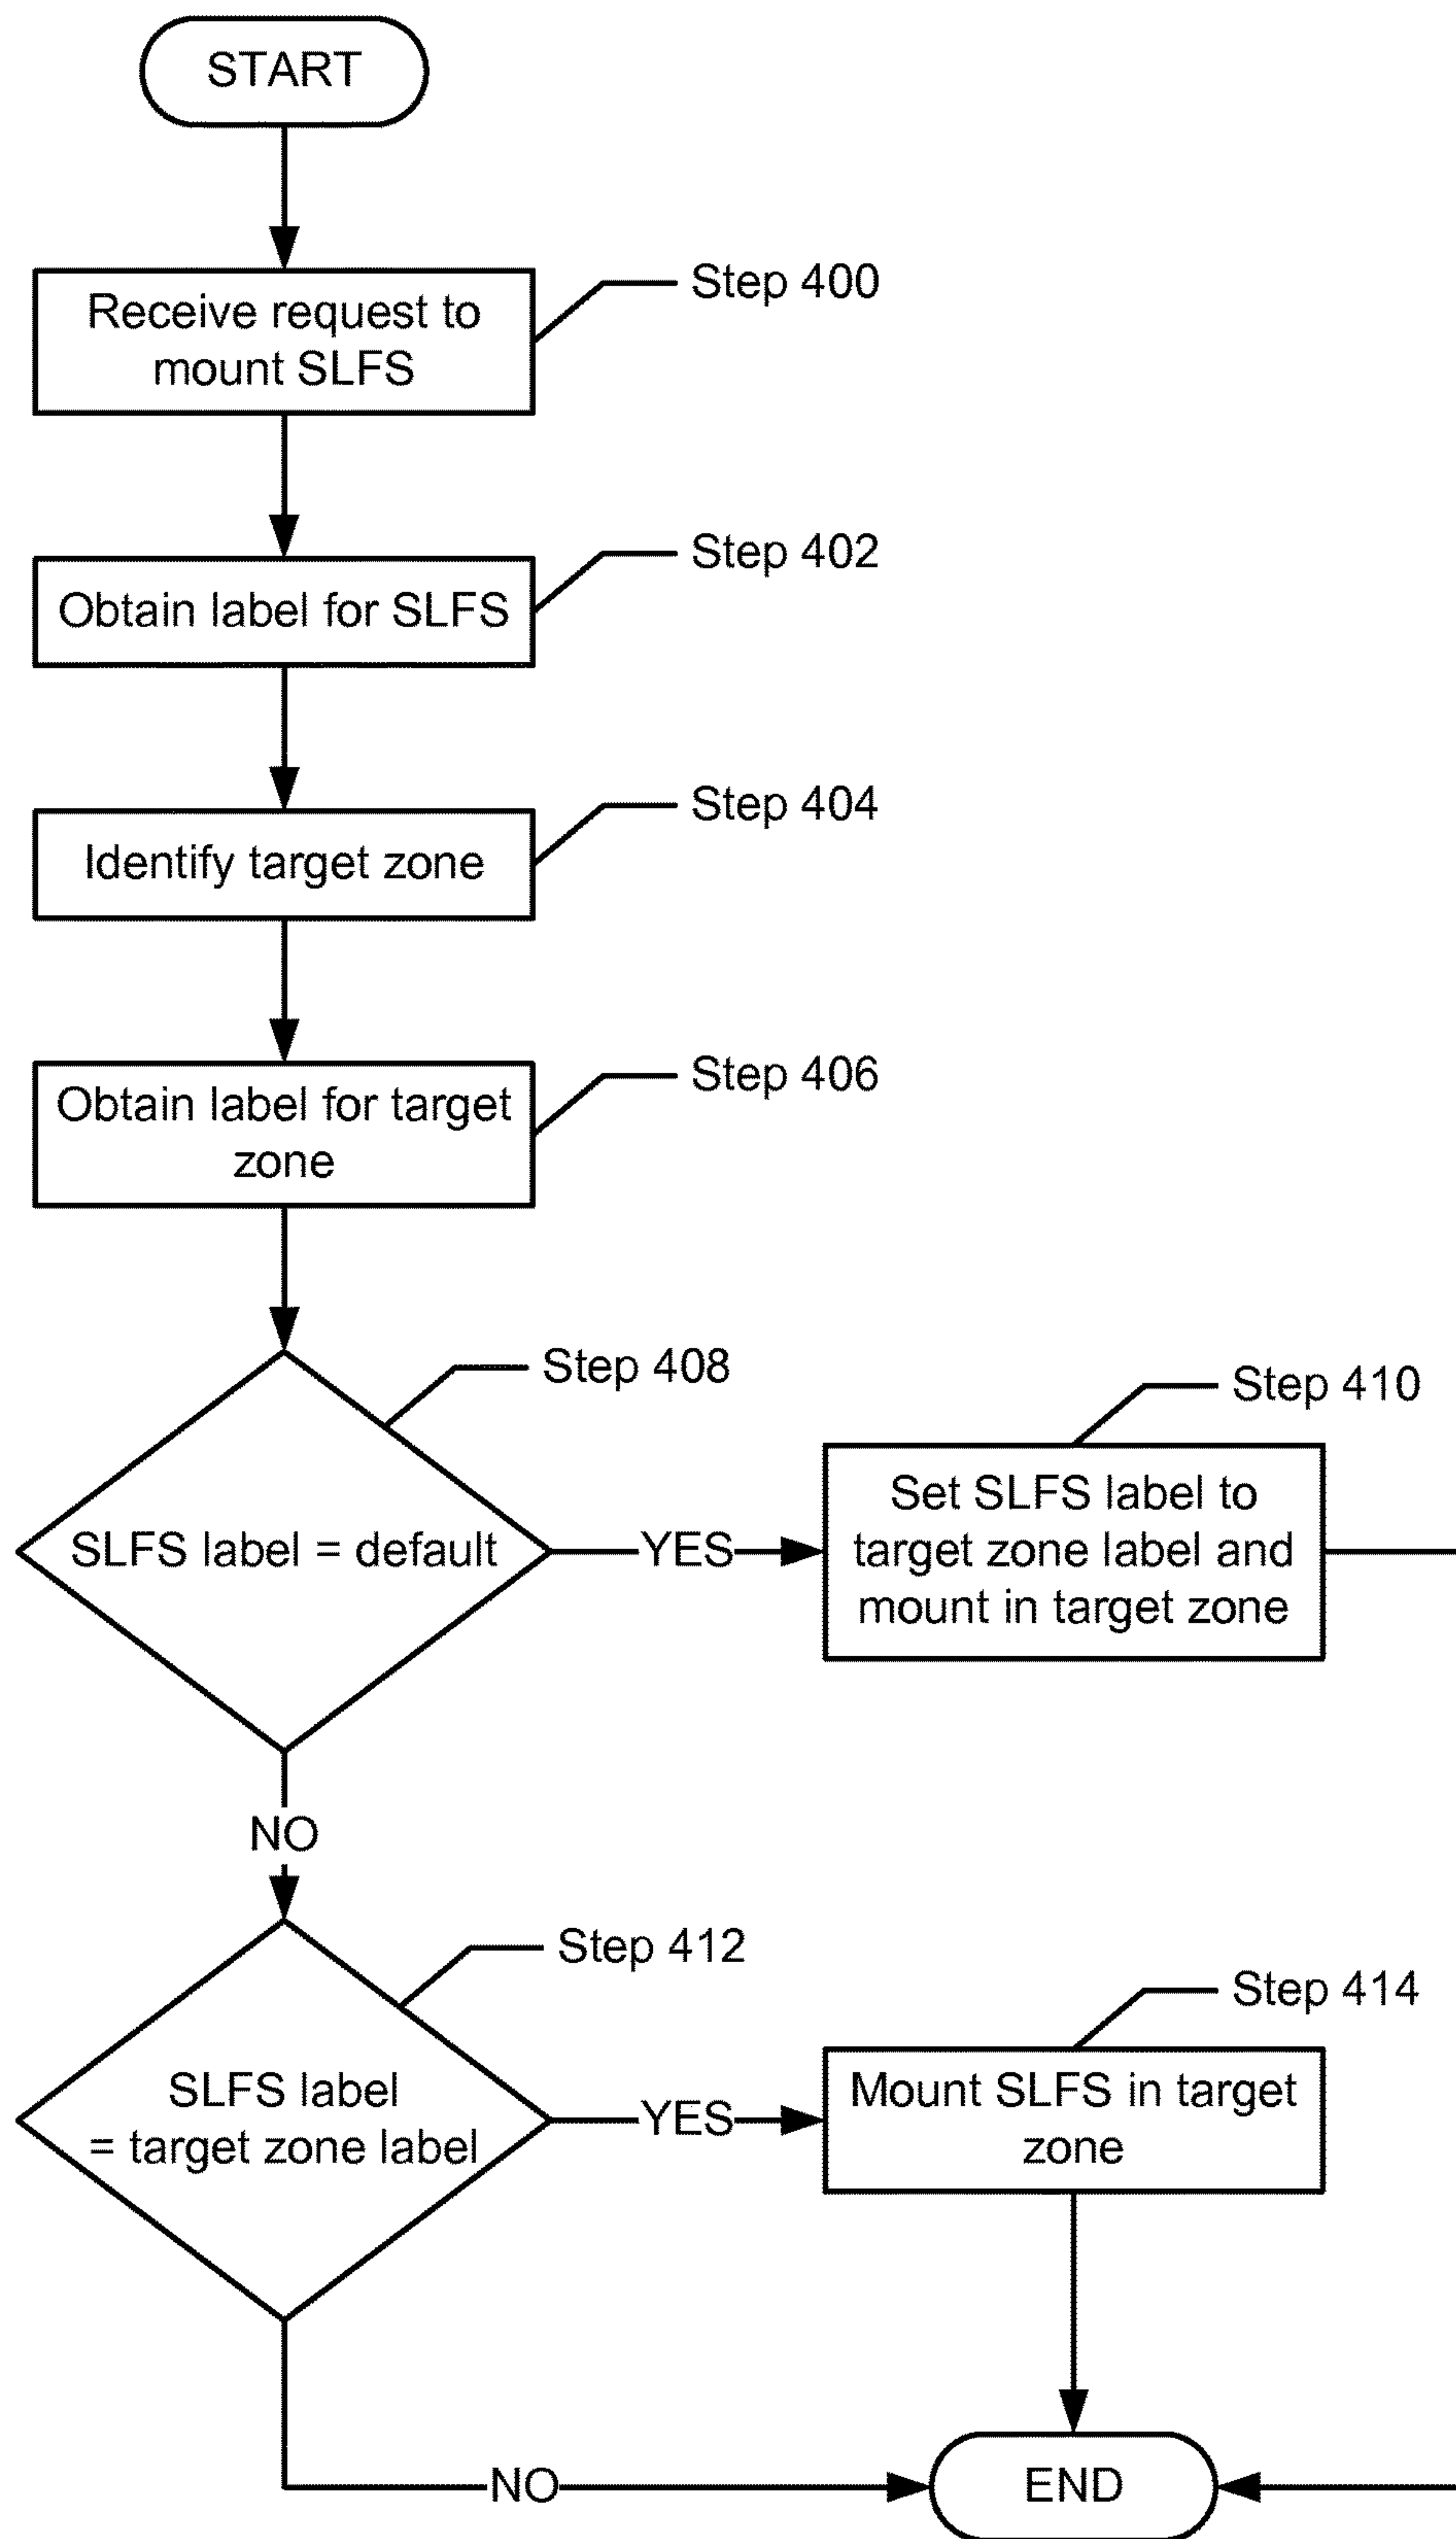 START
Step 400
Receive request to
mount SLFS
Step 402
Obtain label for SLFS
Step 404
Identify target zone
Step 406
Obtain label for target
zone
Step 408
SLFS label = default
YES
Step 410
Set SLFS label to
target zone label and
mount in target zone
NO
Step 412
SLFS label
= target zone label
YES
Step 414
Mount SLFS in target
zone
NO
END